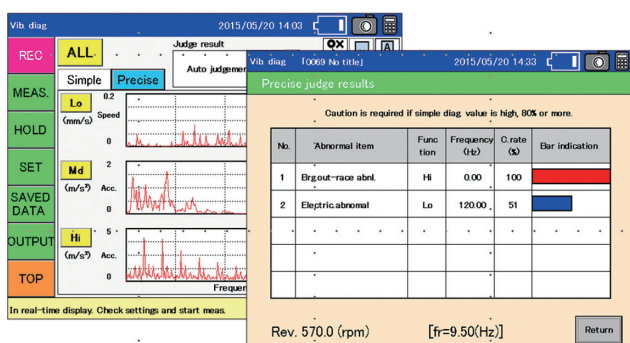 Vib. diag 2015/05/20 14:03
REC
MEAS.
HOLD
SET
SAVED
DATA
OUTPUT
TOP
ALL
Judge result
Auto judgemen
Simple Precise
Lo
(mm/s)
0.2
Speed
0
Md
(m/s²)
2
Acc.
0
Hi
(m/s²)
5
Acc.
0
Frequen
In real-time display. Check settings and start meas.
Vib diag 「0069 No title」 2015/05/20 14:33
Precise judge results
Caution is required if simple diag. value is high, 80% or more.
No. Abnormal item Func tion Frequency (Hz) C.rate (%) Bar indication
1 Brg.out-race abnl. Hi 0.00 100
2 Electric.abnomal Lo 120.00 51
Rev. 570.0 (rpm) [fr=9.50(Hz)] Return